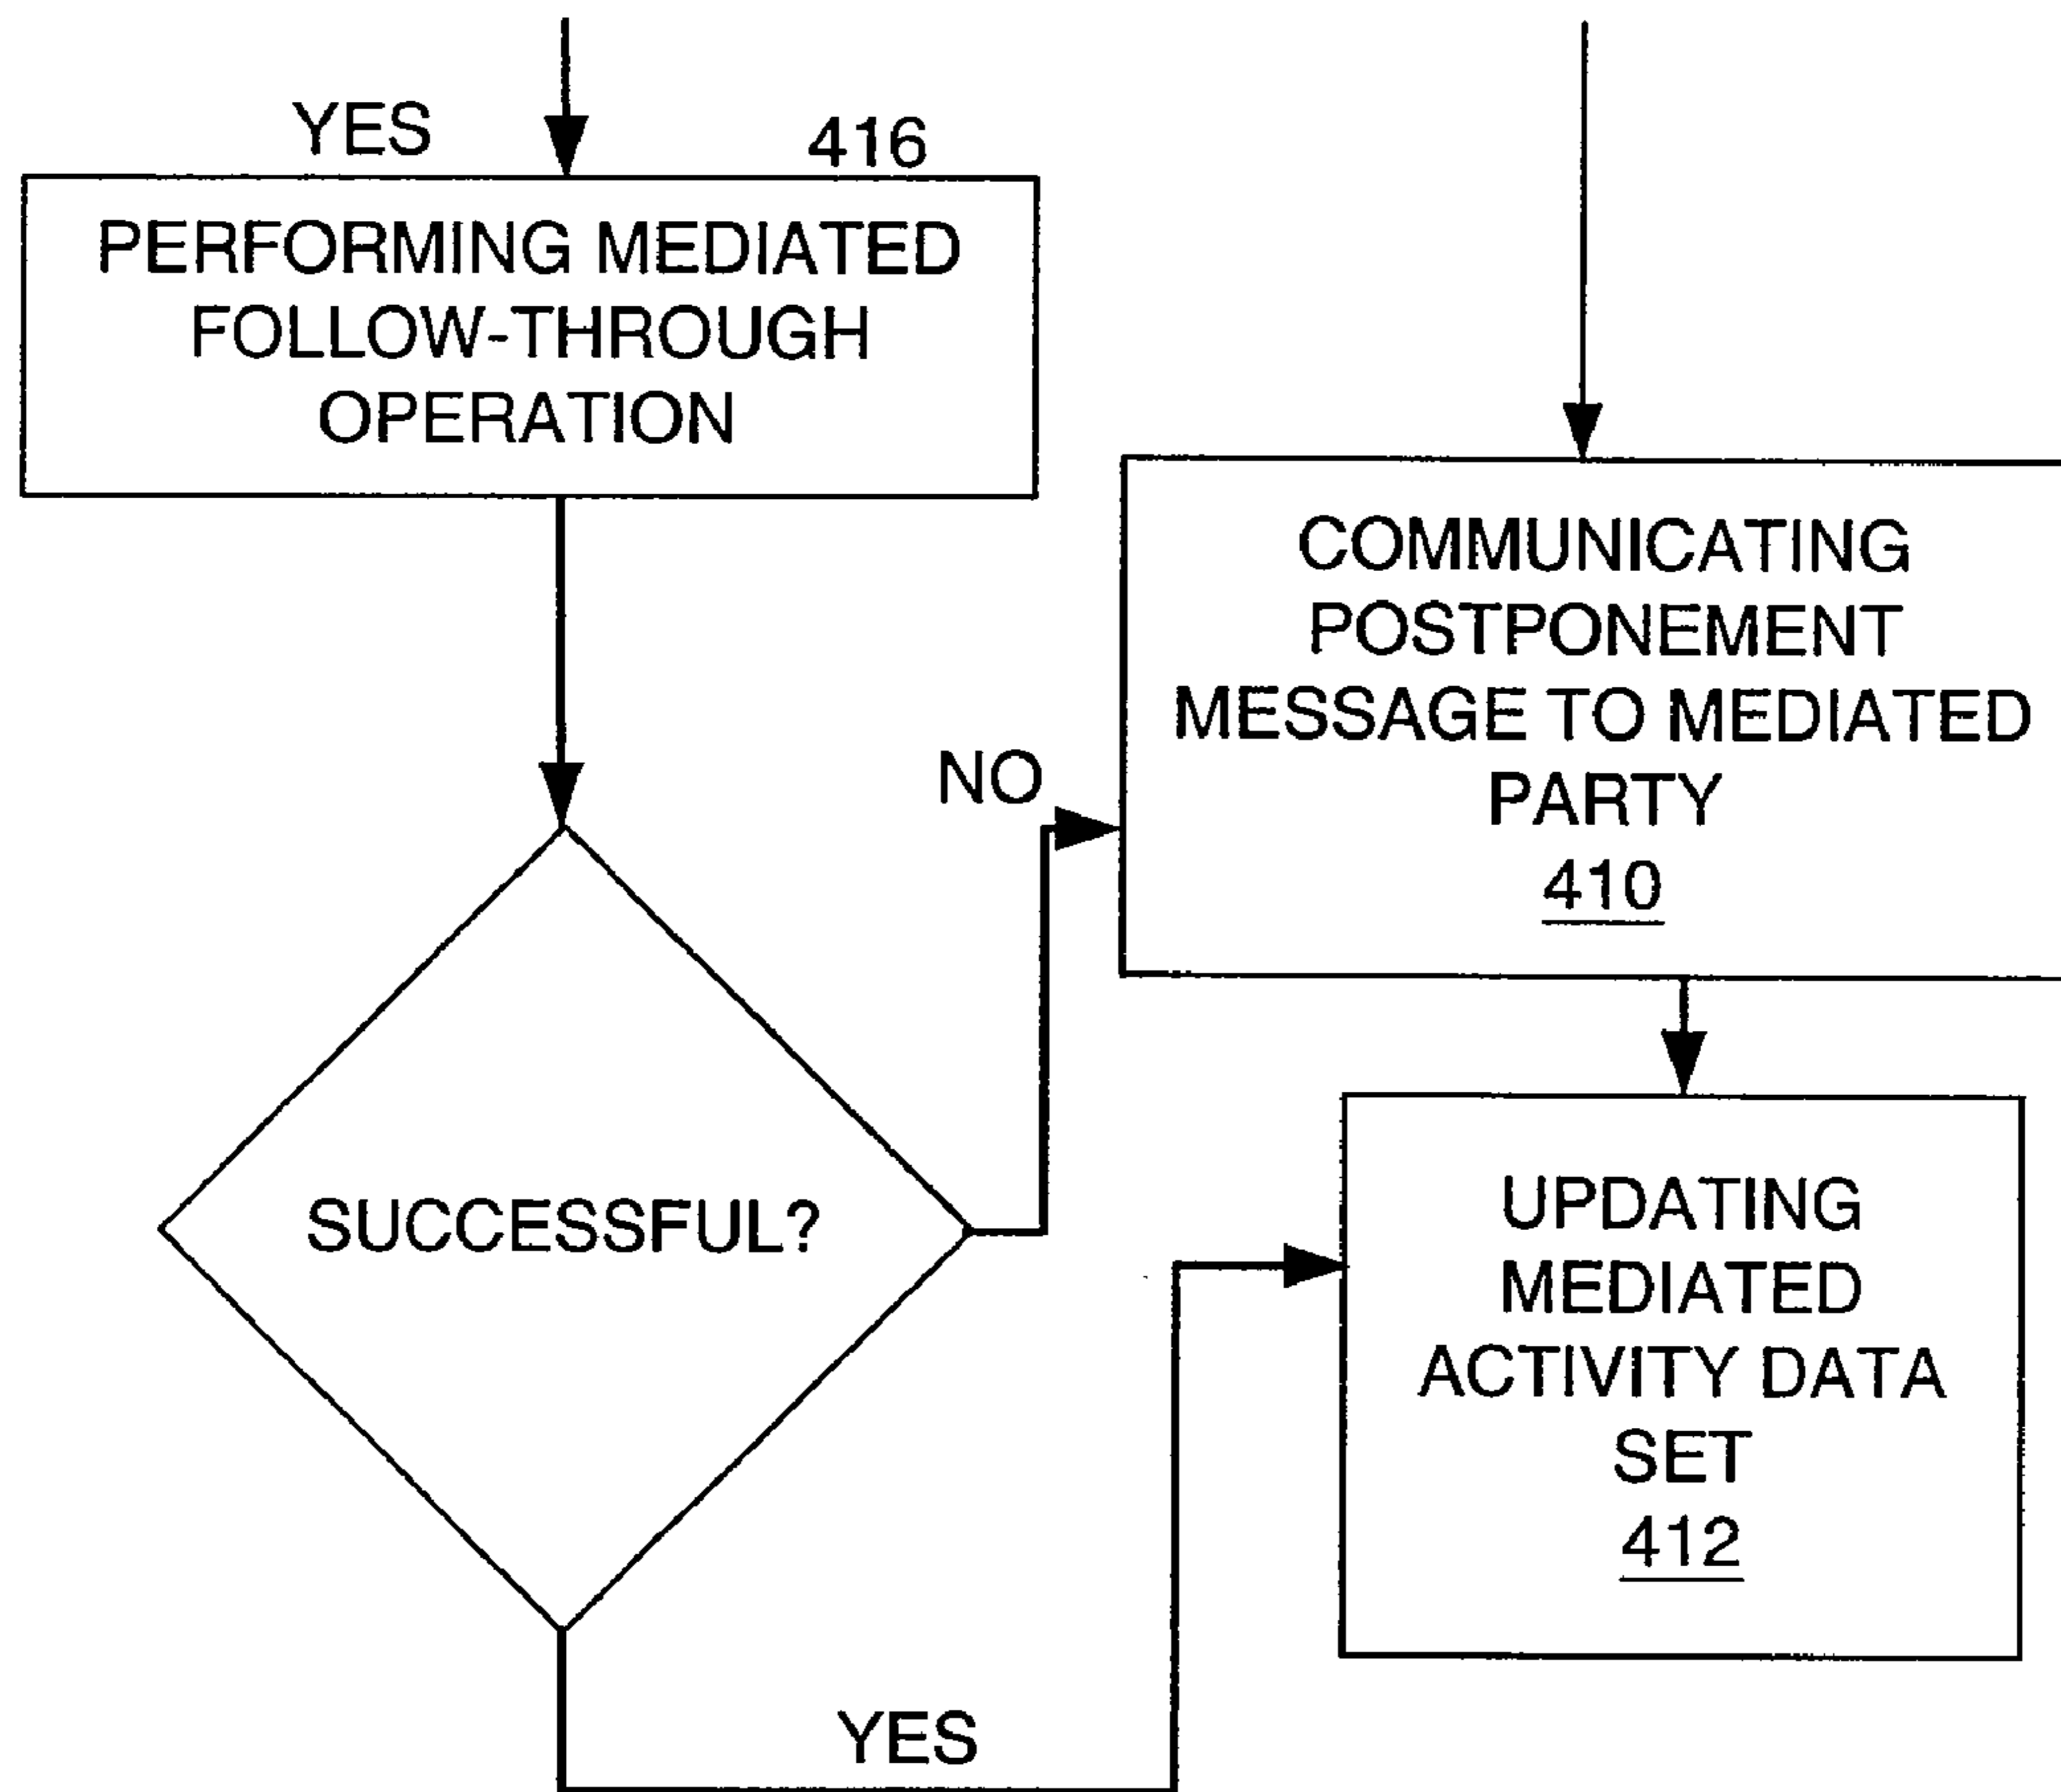 YES
416
PERFORMING MEDIATED
FOLLOW-THROUGH
OPERATION
COMMUNICATING
POSTPONEMENT
MESSAGE TO MEDIATED
PARTY
410
NO
SUCCESSFUL?
UPDATING
MEDIATED
ACTIVITY DATA
SET
412
YES